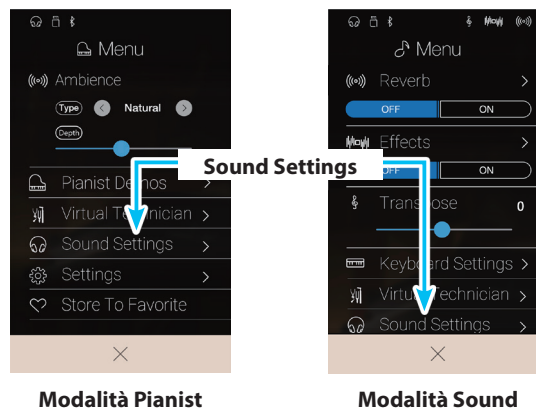 Menu
Ambience
Type Natural
Depth
Pianist Demos
Virtual Technician
Sound Settings
Settings
Store To Favorite
Modalità Pianist
Sound Settings
Menu
Reverb
OFF ON
Effects
OFF ON
Transpose 0
Keyboard Settings
Virtual Technician
Sound Settings
Modalità Sound